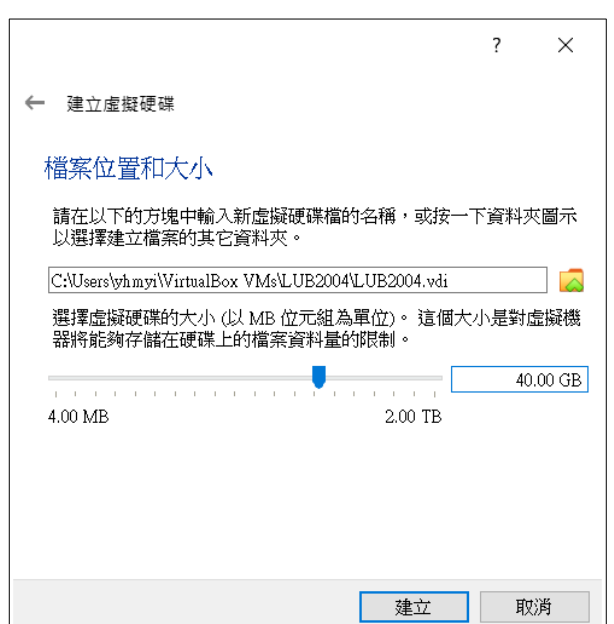 ?
建立虛擬硬碟
檔案位置和大小
請在以下的方塊中輸入新虛擬硬碟檔的名稱，或按一下資料夾圖示
以選擇建立檔案的其它資料夾。
C:\Users\yhmyi\VirtualBox VMs\LUB2004\LUB2004.vdi
選擇虛擬硬碟的大小 (以 MB 位元組為單位)。 這個大小是對虛擬機
器將能夠存儲在硬碟上的檔案資料量的限制。
40.00 GB
4.00 MB 2.00 TB
建立 取消